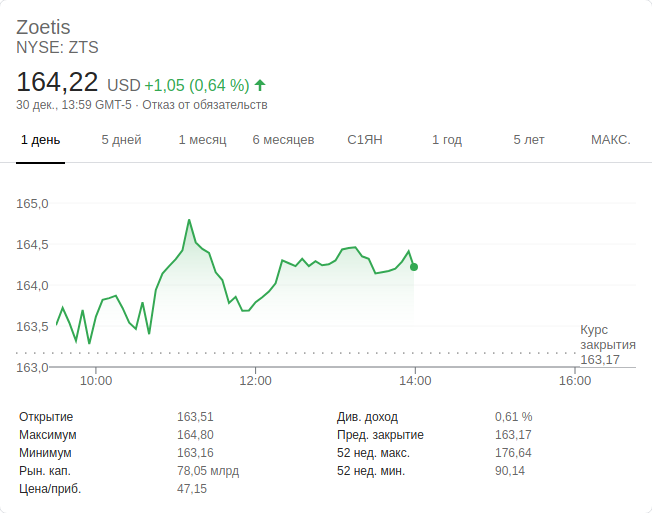 Zoetis
NYSE: ZTS
164,22 USD +1,05 (0,64 %)
30 дек., 13:59 GMT-5 · Отказ от обязательств
1 день 5 дней 1 месяц 6 месяцев С1ЯН 1 год 5 лет МАКС.
165,0
164,5
164,0
163,5
Курс
закрытия
163,17
163,0
10:00 12:00 14:00 16:00
Открытие 163,51 Див. доход 0,61 %
Максимум 164,80 Пред. закрытие 163,17
Минимум 163,16 52 нед. макс. 176,64
Рын. кап. 78,05 млрд 52 нед. мин. 90,14
Цена/приб. 47,15